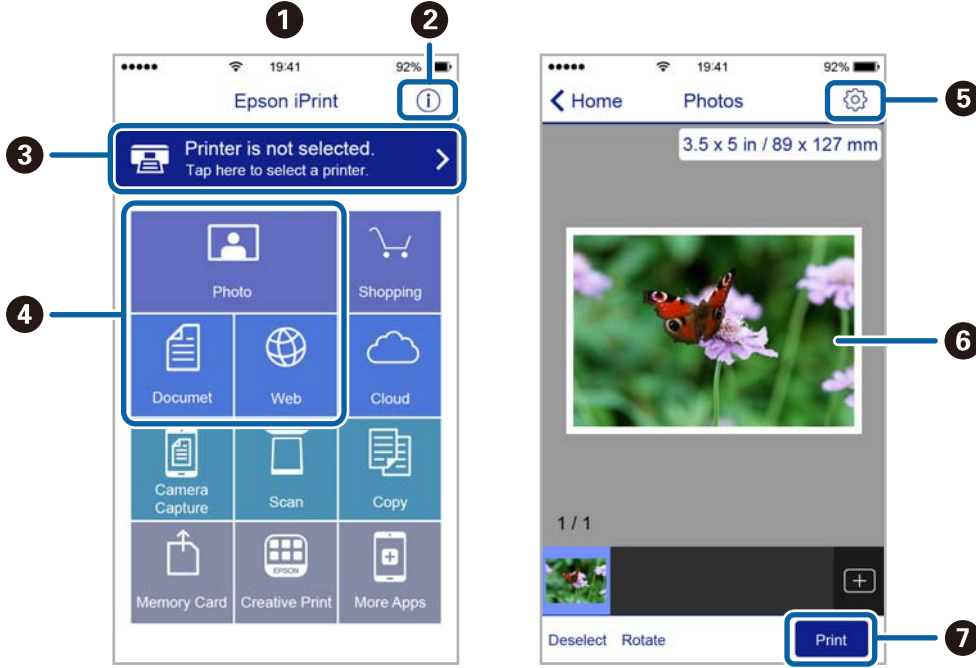 1
2
19:41
92%
Epson iPrint
3
Printer is not selected.
Tap here to select a printer.
4
Photo
Shopping
Documet
Web
Cloud
Camera
Capture
Scan
Copy
Memory Card
EPSON
Creative Print
More Apps
19:41
92%
Home
Photos
5
3.5 x 5 in / 89 x 127 mm
6
1 / 1
Deselect
Rotate
Print
7